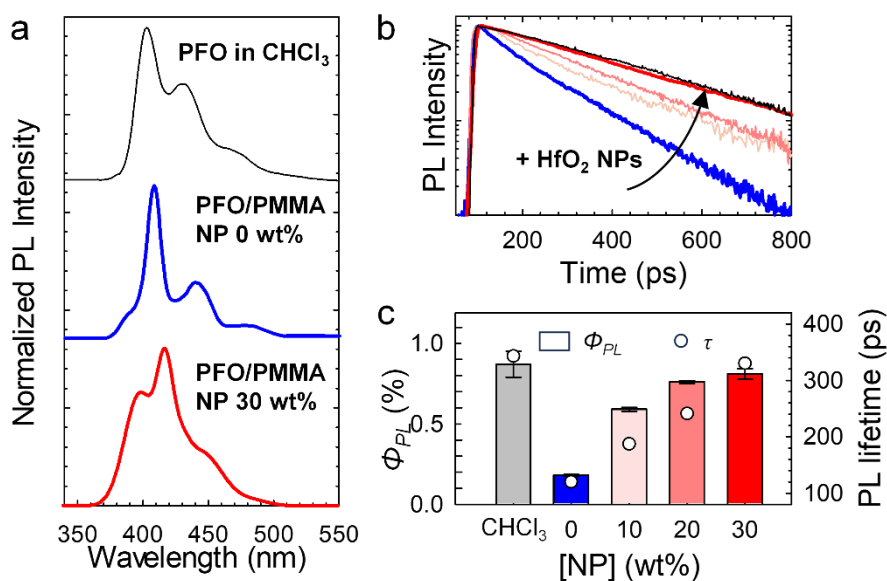 a
PFO in CHCl₃
PFO/PMMA
NP 0 wt%
PFO/PMMA
NP 30 wt%
Normalized PL Intensity
350 400 450 500 550
Wavelength (nm)
b
PL Intensity
+ HfO₂ NPs
200 400 600 800
Time (ps)
c
Φ_PL τ
Φ_PL (%)
1.0
0.5
0.0
PL lifetime (ps)
400
300
200
100
CHCl₃ 0 10 20 30
[NP] (wt%)